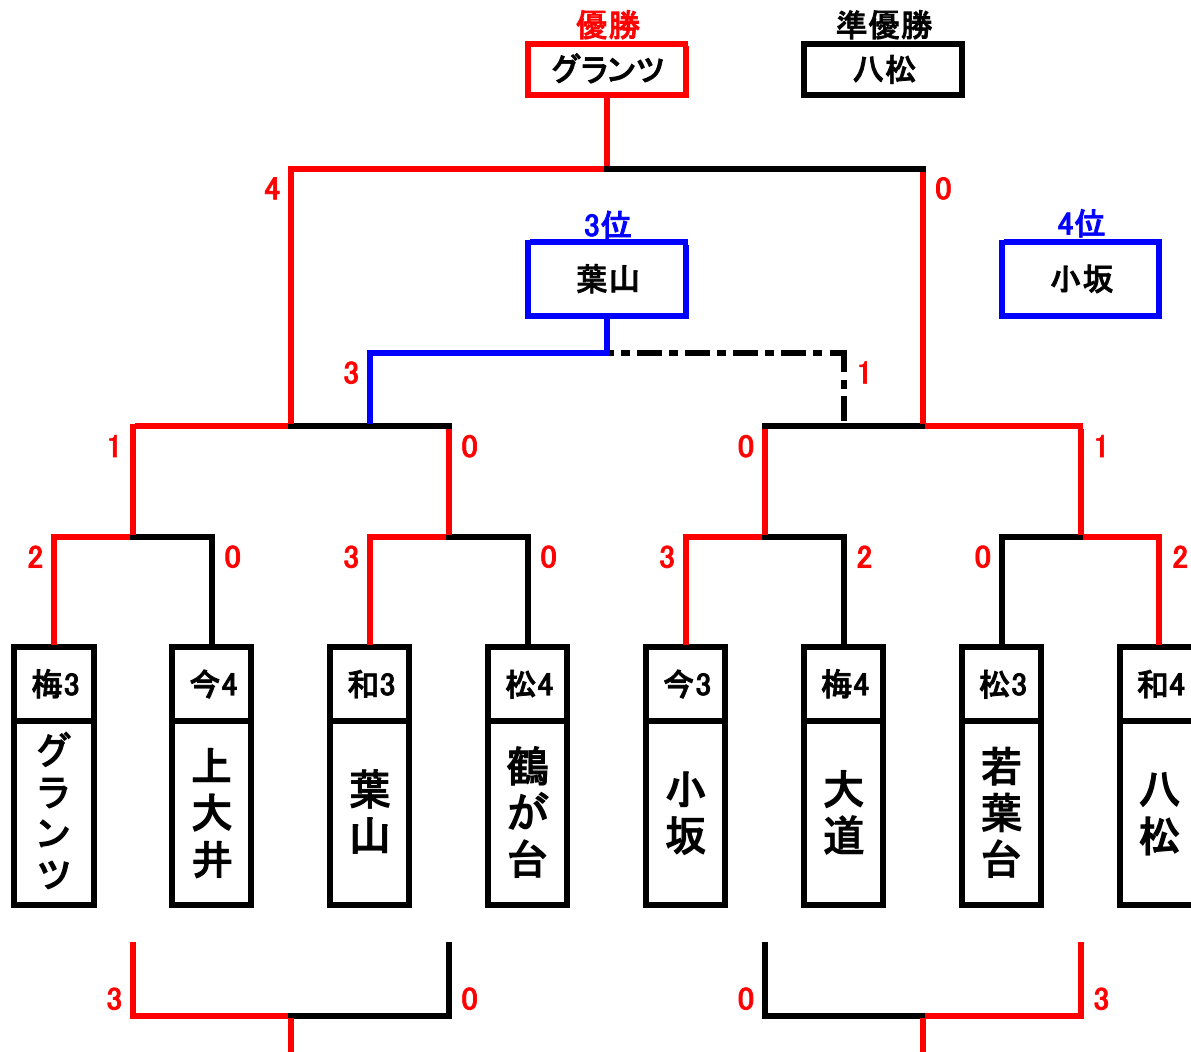 優勝 準優勝
グランツ 八松
4 0
3位 4位
葉山 小坂
3 1
1 0 0 1
2 0 3 0 3 2 0 2
梅3 今4 和3 松4 今3 梅4 松3 和4
グランツ 上大井 葉山 鶴が台 小坂 大道 若葉台 八松
3 0 0 3